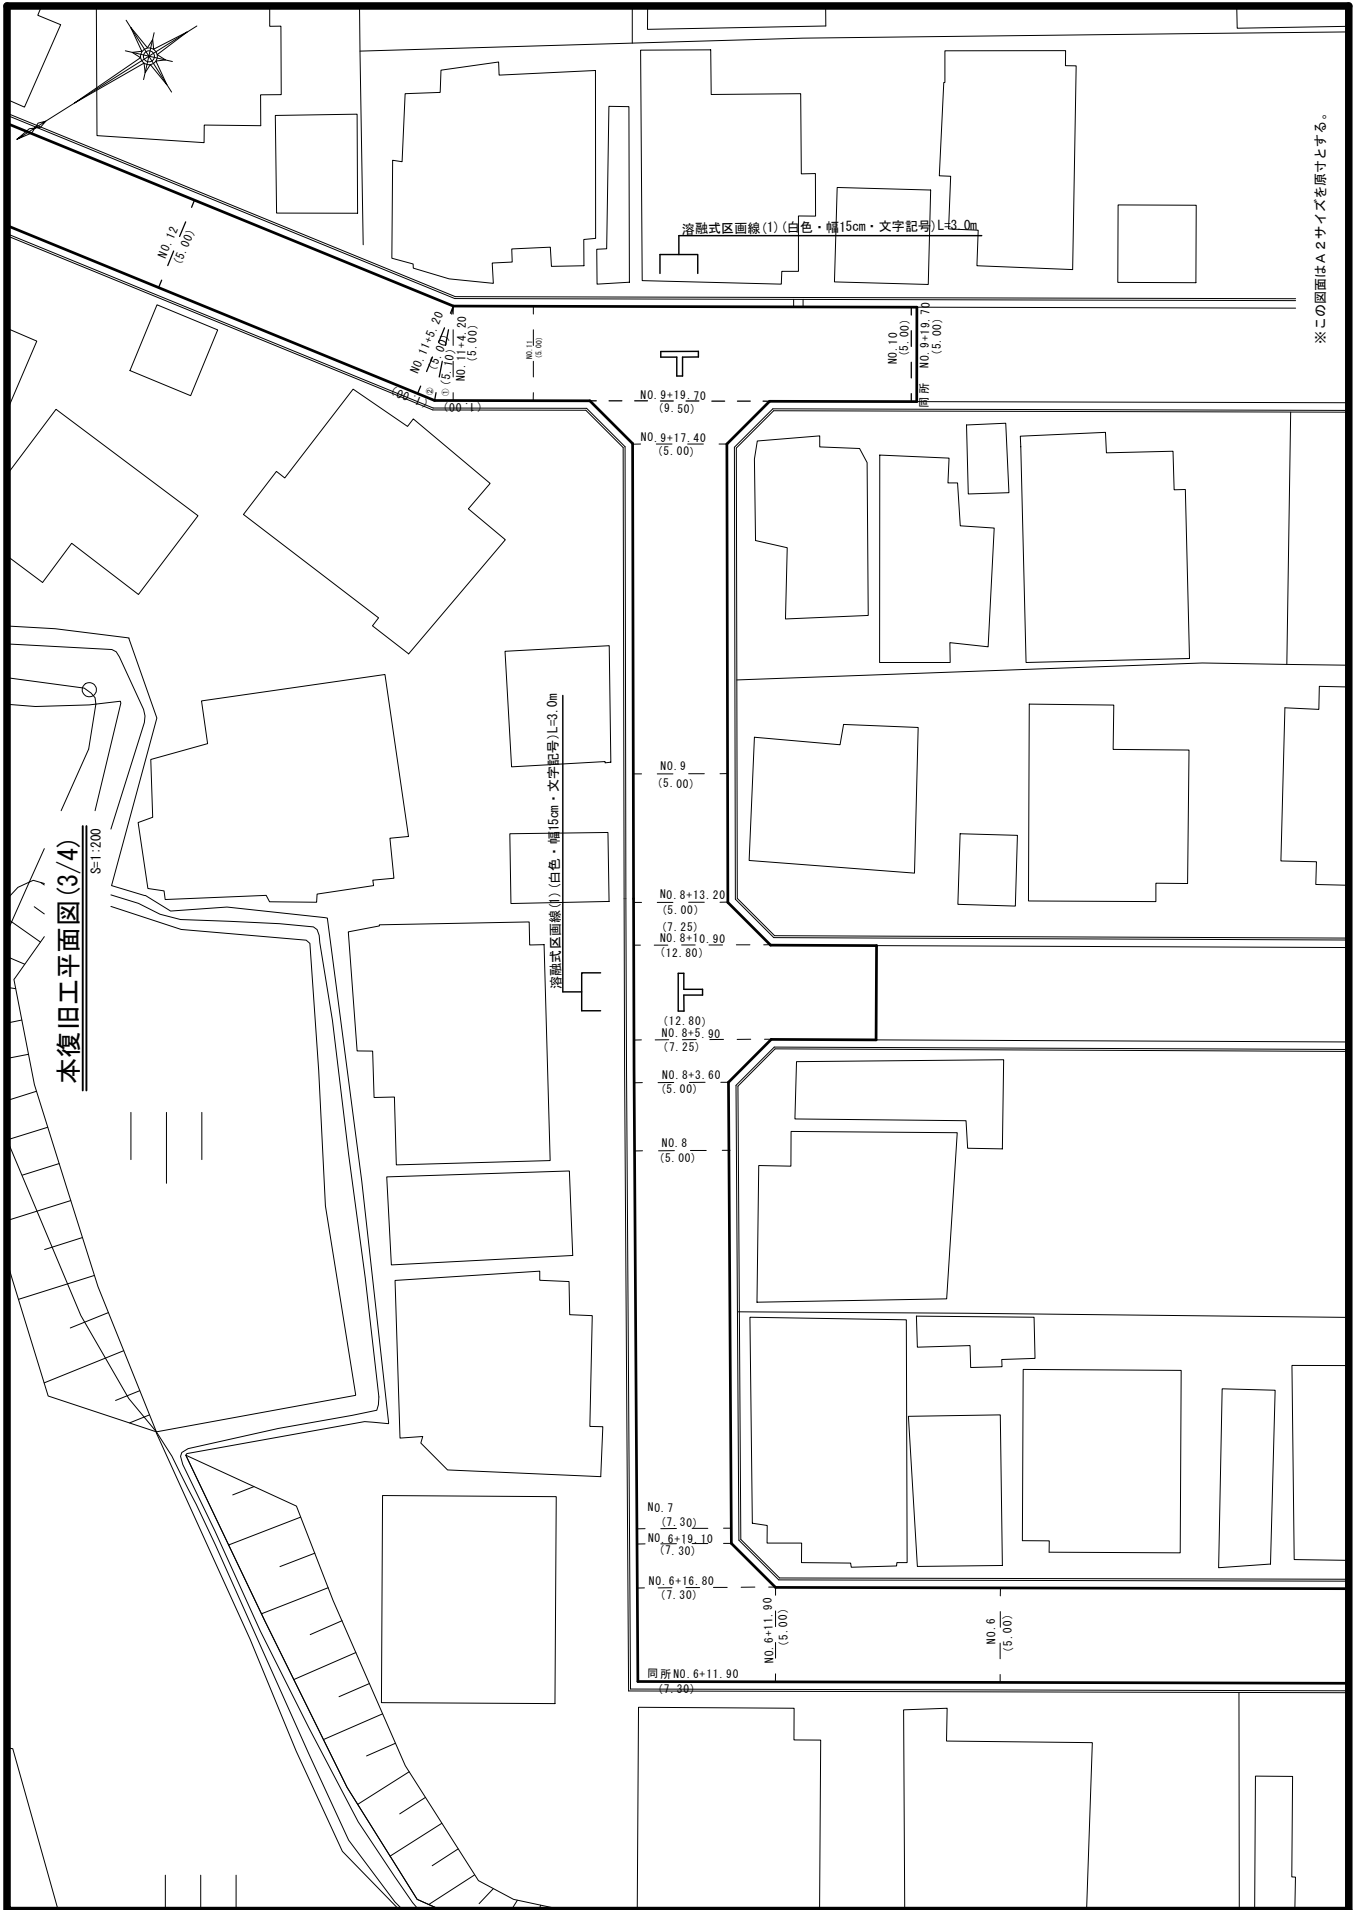 本復旧工平面図(3/4)
S=1:200
※この図面はA2サイズを原寸とする。
NO.12
(5.00)
溶融式区画線(1)(白色・幅15cm・文字記号)L=3.0m
NO.11+5.20
(5.00)
(5.10)
NO.11+4.20
(5.00)
② (1.00)
① (1.00)
NO.11
(5.00)
NO.10
(5.00)
同所 NO.9+19.70
(5.00)
NO.9+19.70
(9.50)
NO.9+17.40
(5.00)
溶融式区画線(1)(白色・幅15cm・文字記号)L=3.0m
NO.9
(5.00)
NO.8+13.20
(5.00)
(7.25)
NO.8+10.90
(12.80)
(12.80)
NO.8+5.90
(7.25)
NO.8+3.60
(5.00)
NO.8
(5.00)
NO.7
(7.30)
NO.6+19.10
(7.30)
NO.6+16.80
(7.30)
NO.6+11.90
(5.00)
NO.6
(5.00)
同所NO.6+11.90
(7.30)